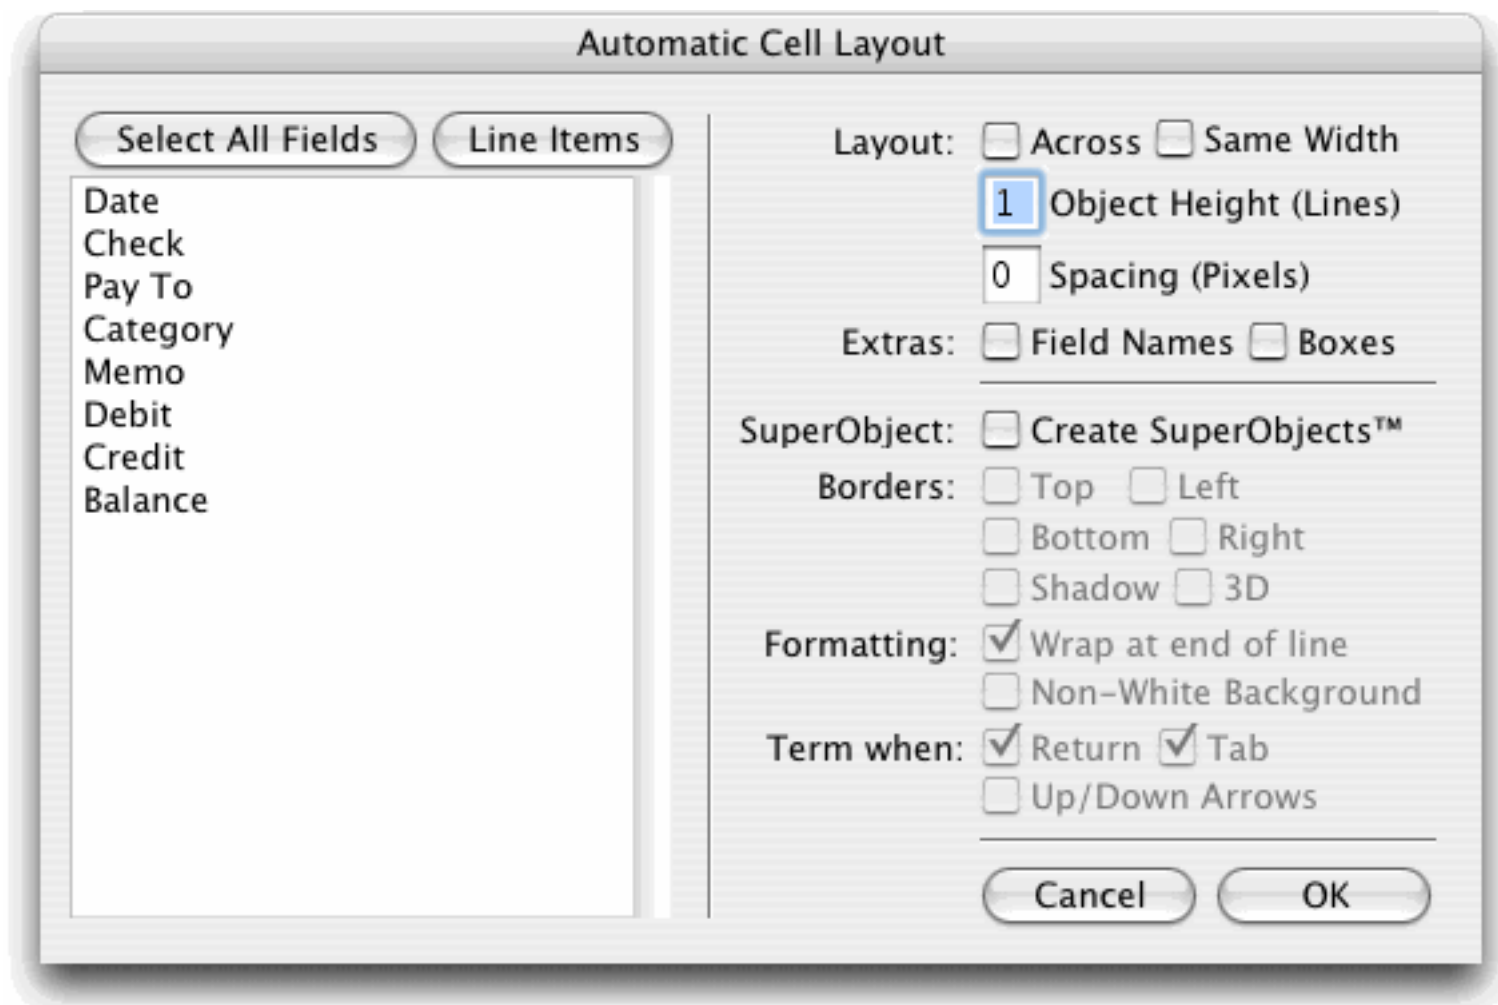 Automatic Cell Layout
Select All Fields
Line Items
Date
Check
Pay To
Category
Memo
Debit
Credit
Balance
Layout: Across Same Width
1 Object Height (Lines)
0 Spacing (Pixels)
Extras: Field Names Boxes
SuperObject: Create SuperObjects™
Borders: Top Left
Bottom Right
Shadow 3D
Formatting: Wrap at end of line
Non-White Background
Term when: Return Tab
Up/Down Arrows
Cancel OK